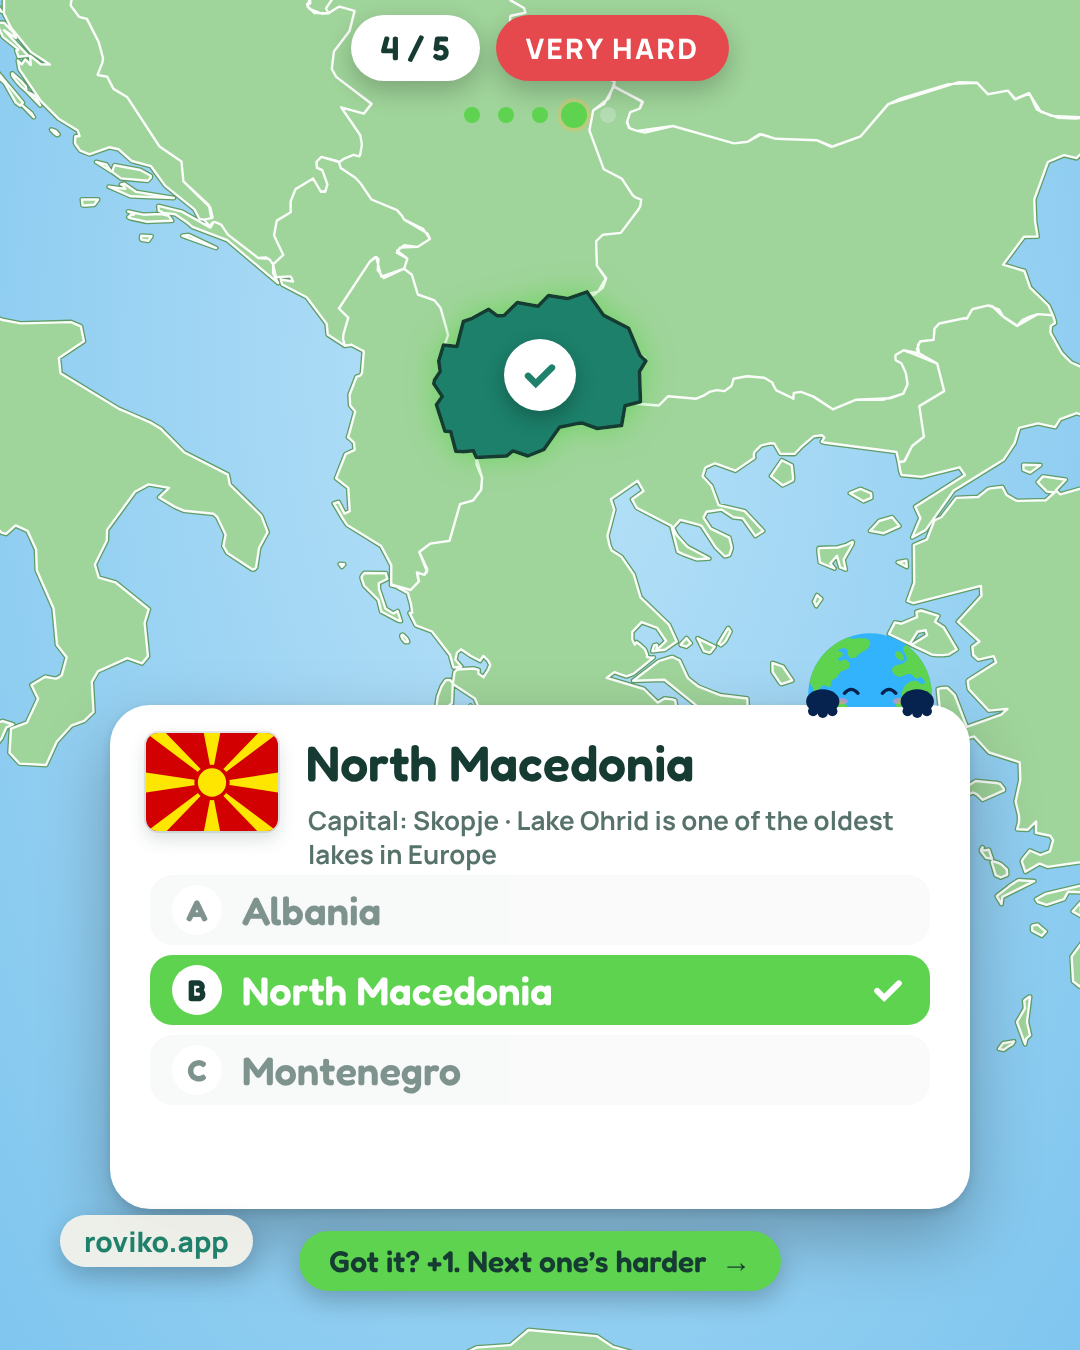 4 / 5
VERY HARD
North Macedonia
Capital: Skopje · Lake Ohrid is one of the oldest
lakes in Europe
A Albania
B North Macedonia
C Montenegro
roviko.app
Got it? +1. Next one’s harder →